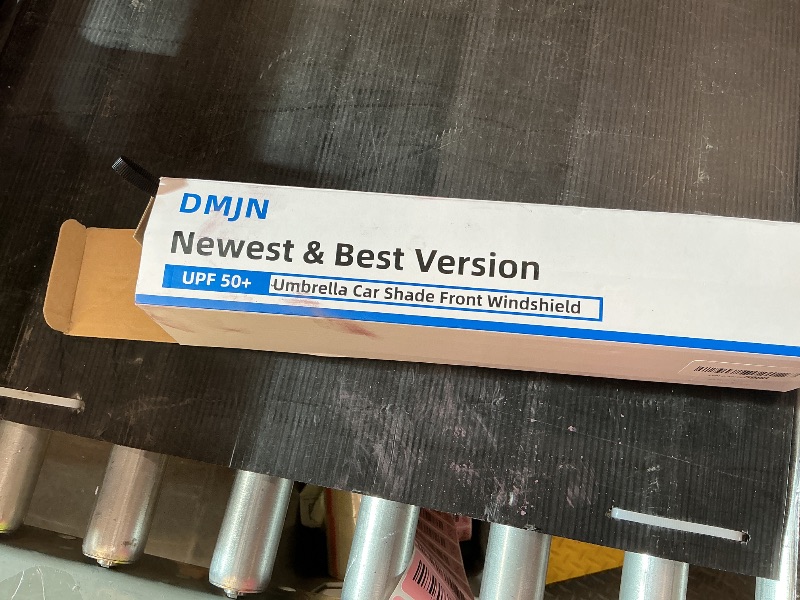 DMJN
Newest & Best Version
UPF 50+ Umbrella Car Shade Front Windshield